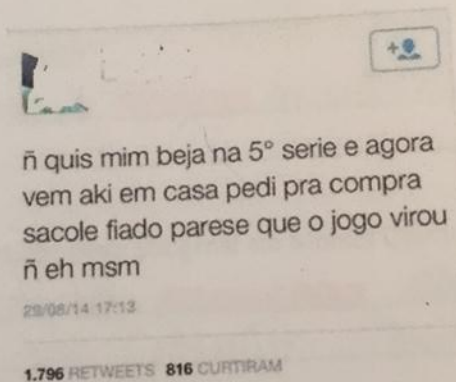 ñ quis mim beja na 5° serie e agora
vem aki em casa pedi pra compra
sacole fiado parese que o jogo virou
ñ eh msm
29/08/14 17:13
1.796 RETWEETS 816 CURTIRAM